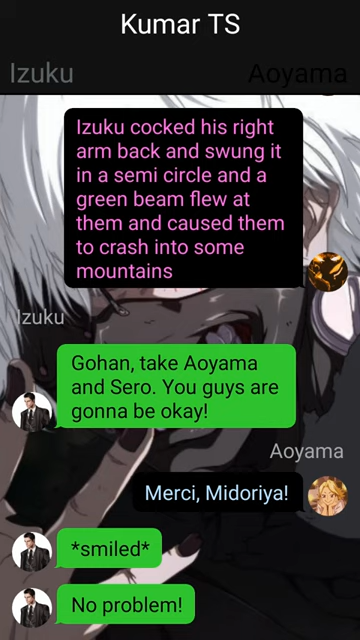 Kumar TS
Izuku
Aoyama
Izuku cocked his right
arm back and swung it
in a semi circle and a
green beam flew at
them and caused them
to crash into some
mountains
Izuku
Gohan, take Aoyama
and Sero. You guys are
gonna be okay!
Aoyama
Merci, Midoriya!
*smiled*
No problem!